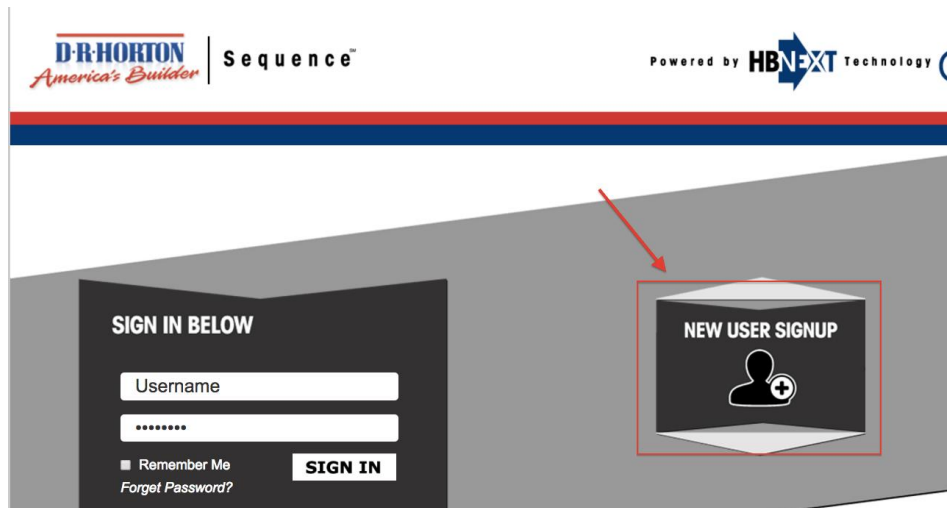 D·R·HORTON
America's Builder
Sequence℠
Powered by HBNEXT Technology
SIGN IN BELOW
NEW USER SIGNUP
Username
••••••••
Remember Me
SIGN IN
Forget Password?